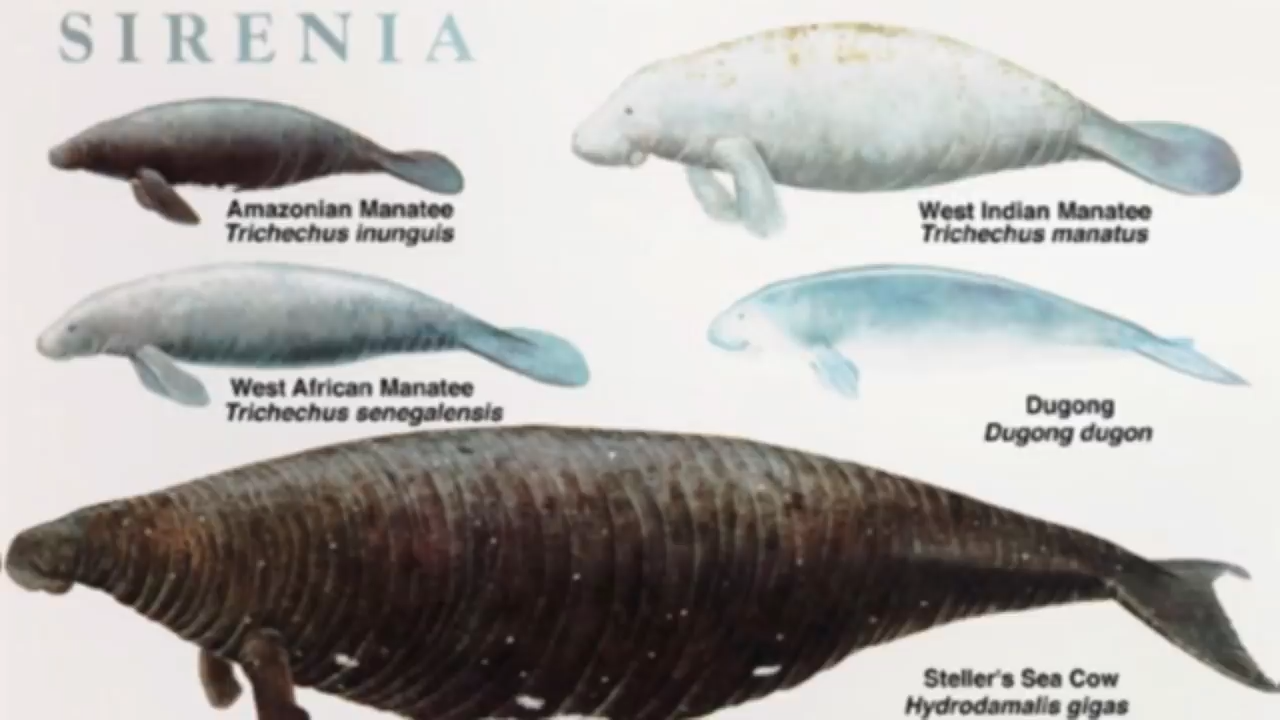 SIRENIA
Amazonian Manatee
Trichechus inunguis
West Indian Manatee
Trichechus manatus
West African Manatee
Trichechus senegalensis
Dugong
Dugong dugon
Steller's Sea Cow
Hydrodamalis gigas